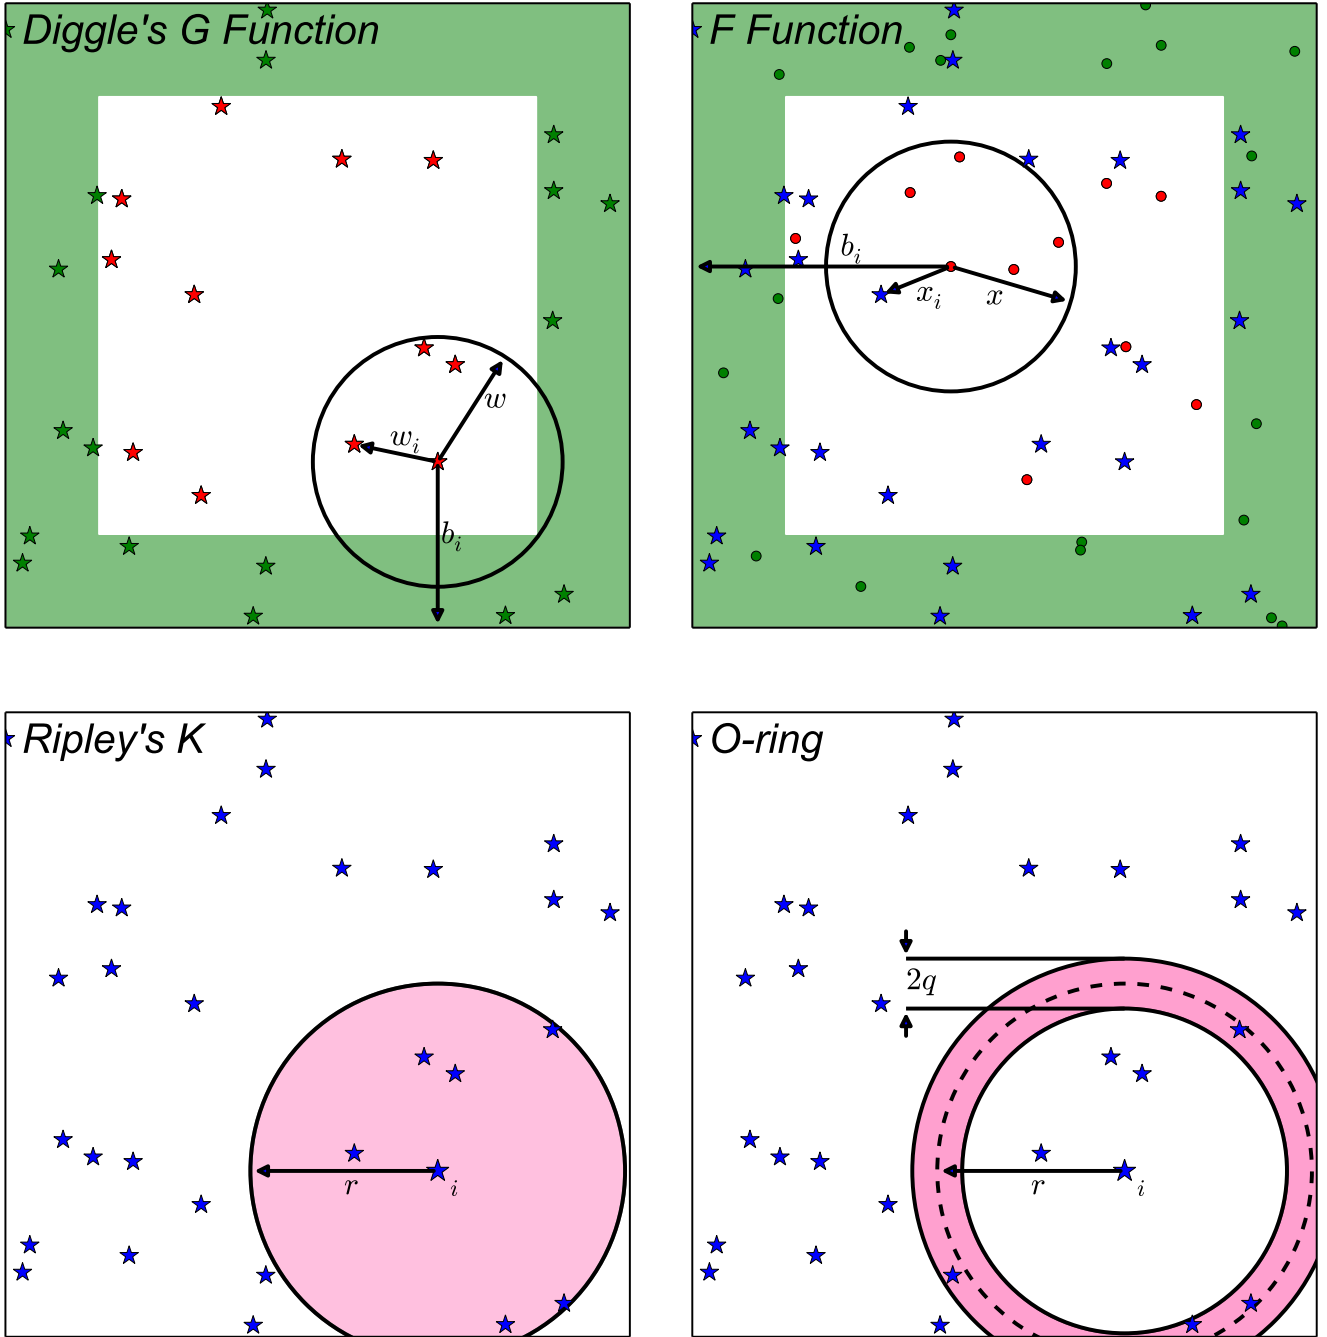 Diggle's G Function
w
w_i
b_i
F Function
b_i
x_i
x
Ripley's K
r
i
O-ring
2q
r
i